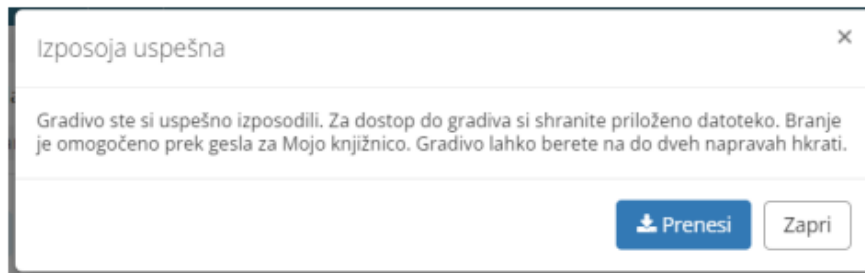 Izposoja uspešna
×
Gradivo ste si uspešno izposodili. Za dostop do gradiva si shranite priloženo datoteko. Branje
je omogočeno prek gesla za Mojo knjižnico. Gradivo lahko berete na do dveh napravah hkrati.
Prenesi
Zapri